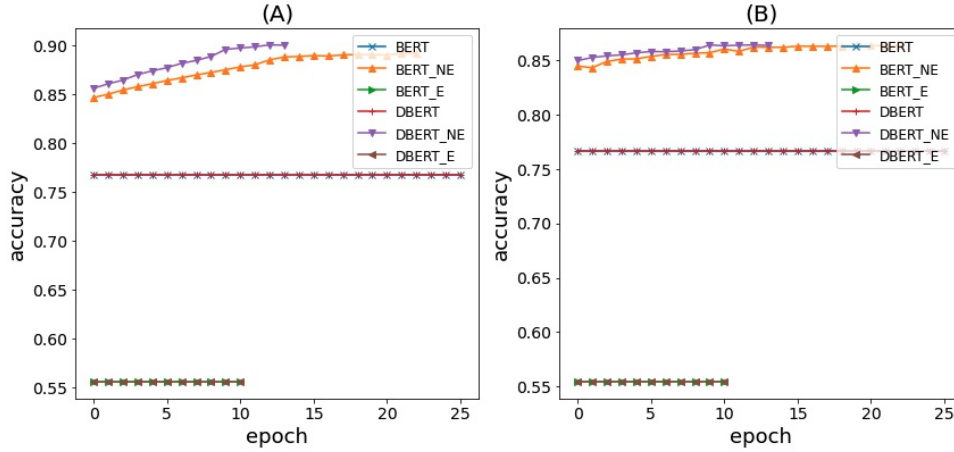 (A)
0.90
0.85
0.80
0.75
0.70
0.65
0.60
0.55
accuracy
0 5 10 15 20 25
epoch
BERT
BERT_NE
BERT_E
DBERT
DBERT_NE
DBERT_E
(B)
0.85
0.80
0.75
0.70
0.65
0.60
0.55
accuracy
0 5 10 15 20 25
epoch
BERT
BERT_NE
BERT_E
DBERT
DBERT_NE
DBERT_E